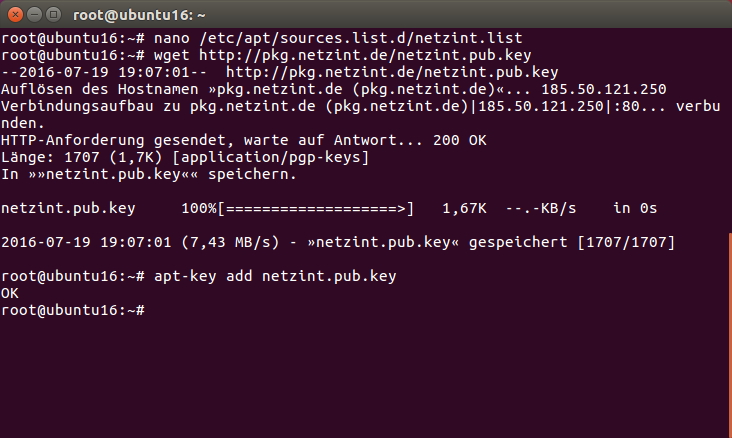 root@ubuntu16: ~
root@ubuntu16:~# nano /etc/apt/sources.list.d/netzint.list
root@ubuntu16:~# wget http://pkg.netzint.de/netzint.pub.key
--2016-07-19 19:07:01--  http://pkg.netzint.de/netzint.pub.key
Auflösen des Hostnamen »pkg.netzint.de (pkg.netzint.de)«... 185.50.121.250
Verbindungsaufbau zu pkg.netzint.de (pkg.netzint.de)|185.50.121.250|:80... verbu
nden.
HTTP-Anforderung gesendet, warte auf Antwort... 200 OK
Länge: 1707 (1,7K) [application/pgp-keys]
In »»netzint.pub.key«« speichern.
netzint.pub.key     100%[===================>]   1,67K  --.-KB/s    in 0s
2016-07-19 19:07:01 (7,43 MB/s) - »netzint.pub.key« gespeichert [1707/1707]
root@ubuntu16:~# apt-key add netzint.pub.key
OK
root@ubuntu16:~#